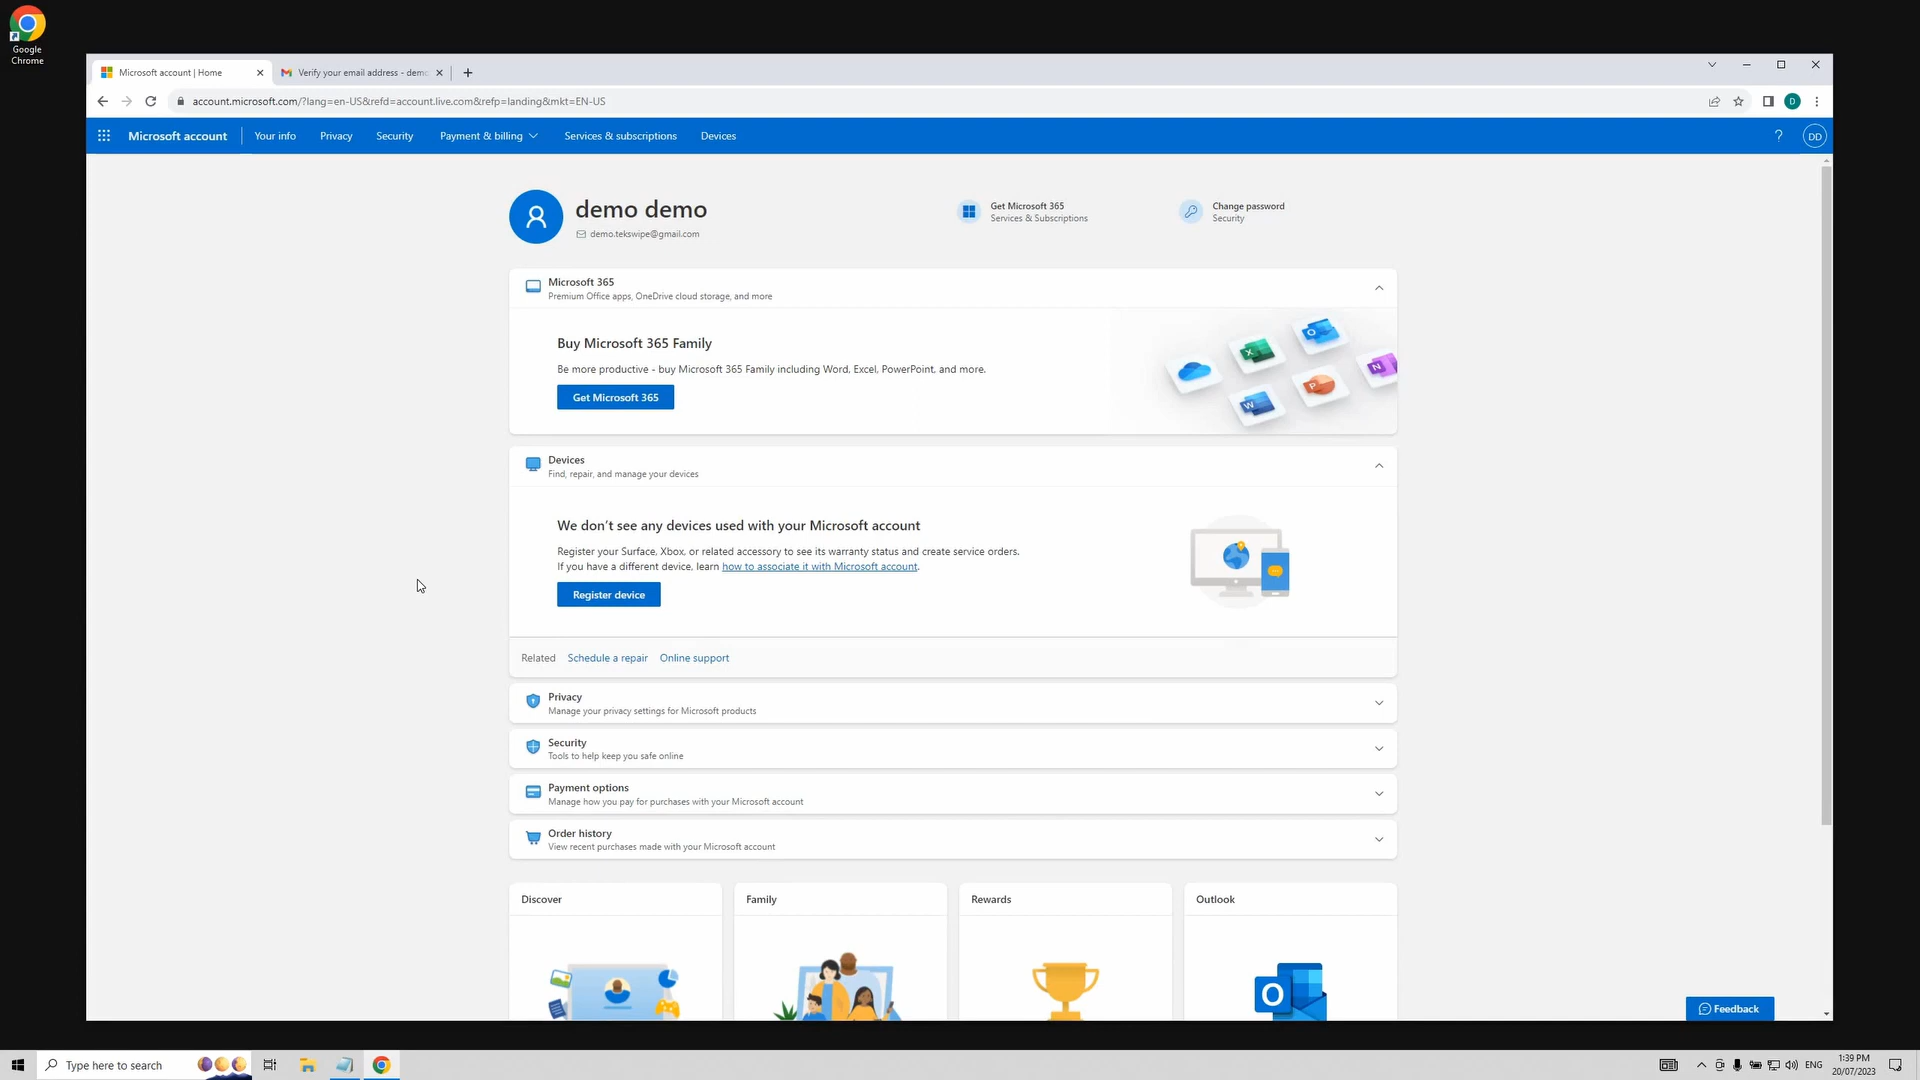 Google
Chrome
Microsoft account | Home
Verify your email address - demo
account.microsoft.com/?lang=en-US&refd=account.live.com&refp=landing&mkt=EN-US
D
Microsoft account
Your info
Privacy
Security
Payment & billing
Services & subscriptions
Devices
?
DD
demo demo
demo.tekswipe@gmail.com
Get Microsoft 365
Services & Subscriptions
Change password
Security
Microsoft 365
Premium Office apps, OneDrive cloud storage, and more
Buy Microsoft 365 Family
Be more productive - buy Microsoft 365 Family including Word, Excel, PowerPoint, and more.
Get Microsoft 365
Devices
Find, repair, and manage your devices
We don't see any devices used with your Microsoft account
Register your Surface, Xbox, or related accessory to see its warranty status and create service orders.
If you have a different device, learn how to associate it with Microsoft account.
Register device
Related Schedule a repair Online support
Privacy
Manage your privacy settings for Microsoft products
Security
Tools to help keep you safe online
Payment options
Manage how you pay for purchases with your Microsoft account
Order history
View recent purchases made with your Microsoft account
Discover
Family
Rewards
Outlook
Feedback
Type here to search
ENG
1:39 PM
20/07/2023